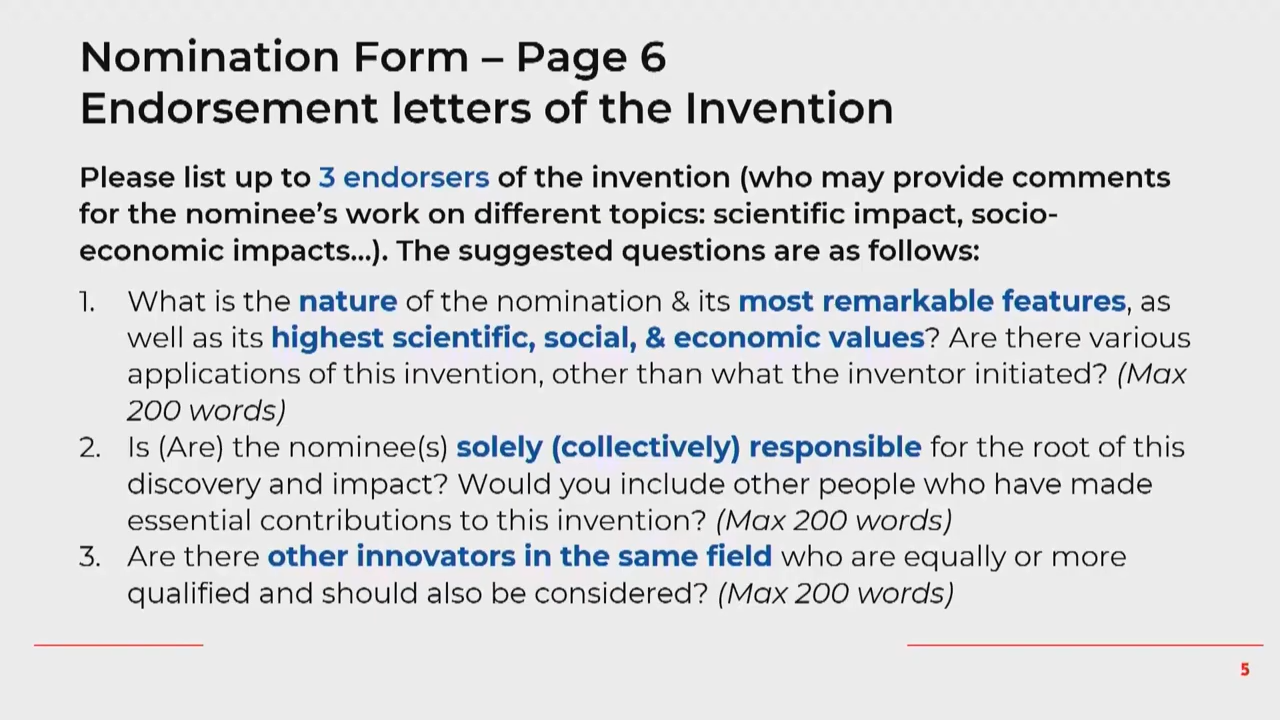 Nomination Form – Page 6
Endorsement letters of the Invention
Please list up to 3 endorsers of the invention (who may provide comments
for the nominee’s work on different topics: scientific impact, socio-
economic impacts...). The suggested questions are as follows:
1. What is the nature of the nomination & its most remarkable features, as
well as its highest scientific, social, & economic values? Are there various
applications of this invention, other than what the inventor initiated? (Max
200 words)
2. Is (Are) the nominee(s) solely (collectively) responsible for the root of this
discovery and impact? Would you include other people who have made
essential contributions to this invention? (Max 200 words)
3. Are there other innovators in the same field who are equally or more
qualified and should also be considered? (Max 200 words)
5